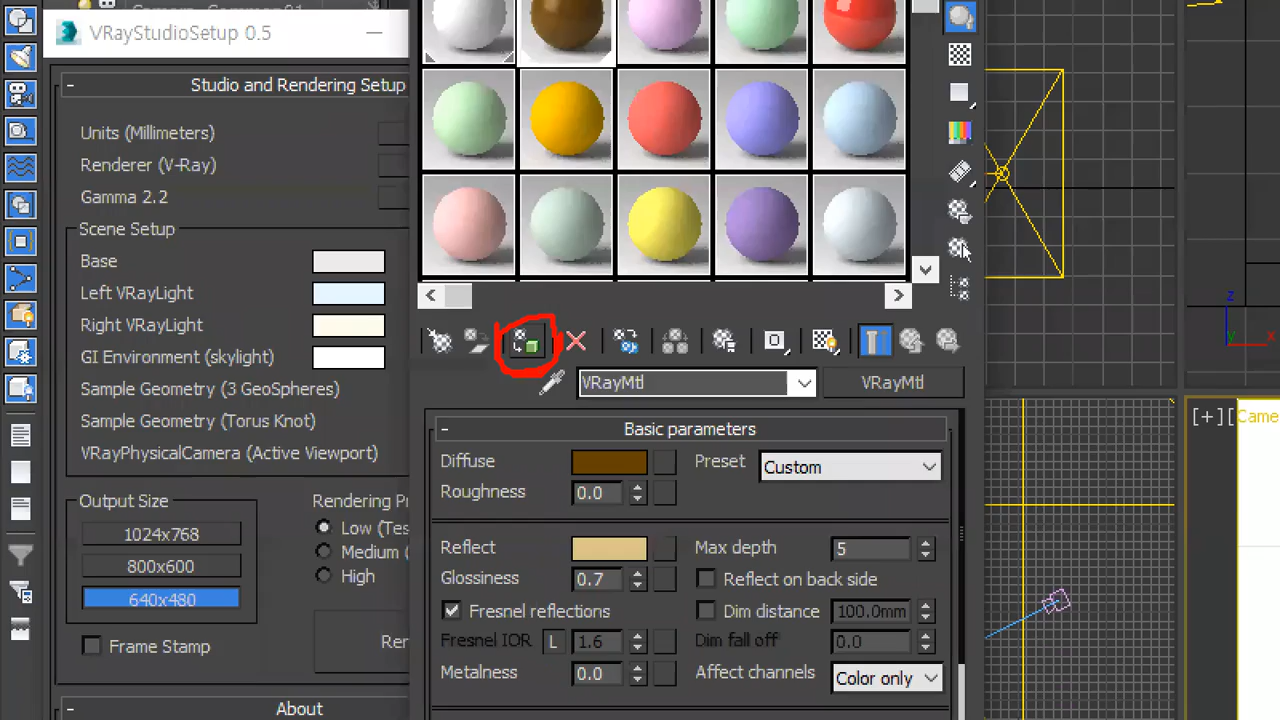 VRayStudioSetup 0.5
- Studio and Rendering Setup
Units (Millimeters)
Renderer (V-Ray)
Gamma 2.2
Scene Setup
Base
Left VRayLight
Right VRayLight
GI Environment (skylight)
Sample Geometry (3 GeoSpheres)
Sample Geometry (Torus Knot)
VRayPhysicalCamera (Active Viewport)
Output Size
1024x768
800x600
640x480
Frame Stamp
Rendering Pr
Low (Tes
Medium (
High
Ren
- About
VRayMtl
VRayMtl
- Basic parameters
Diffuse
Preset
Custom
Roughness
0.0
Reflect
Max depth
5
Glossiness
0.7
Reflect on back side
Fresnel reflections
Dim distance
100.0mm
Fresnel IOR
L
1.6
Dim fall off
0.0
Metalness
0.0
Affect channels
Color only
z
y
x
[+][Came